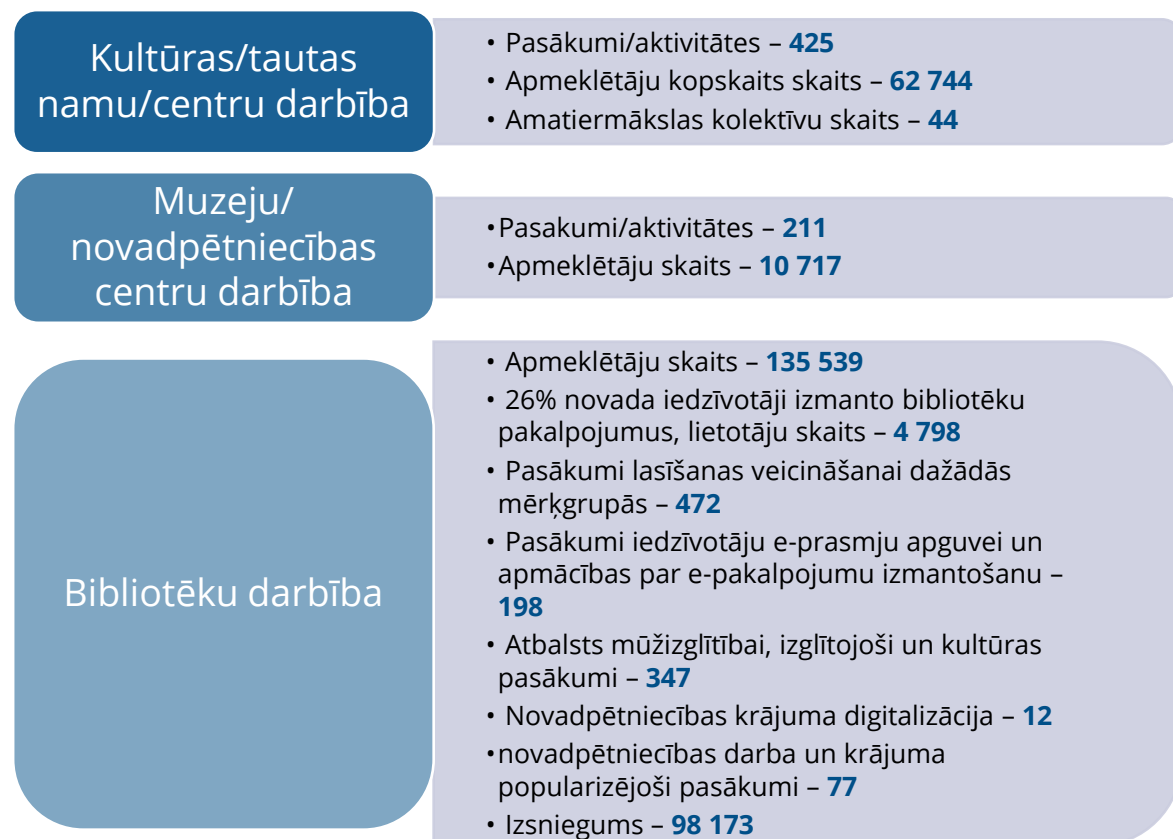 Kultūras/tautas
namu/centru darbība
• Pasākumi/aktivitātes – 425
• Apmeklētāju kopskaits skaits – 62 744
• Amatiermākslas kolektīvu skaits – 44
Muzeju/
novadpētniecības
centru darbība
•Pasakumi/aktivitātes – 211
•Apmeklētāju skaits – 10 717
Bibliotēku darbība
• Apmeklētāju skaits – 135 539
• 26% novada iedzīvotāji izmanto bibliotēku
pakalpojumus, lietotāju skaits – 4 798
• Pasākumi lasīšanas veicināšanai dažādās
mērķgrupās – 472
• Pasākumi iedzīvotāju e-prasmju apguvei un
apmācības par e-pakalpojumu izmantošanu –
198
• Atbalsts mūžizglītībai, izglītojoši un kultūras
pasākumi – 347
• Novadpētniecības krājuma digitalizācija – 12
•novadpētniecības darba un krājuma
popularizējoši pasākumi – 77
• Izsniegums – 98 173